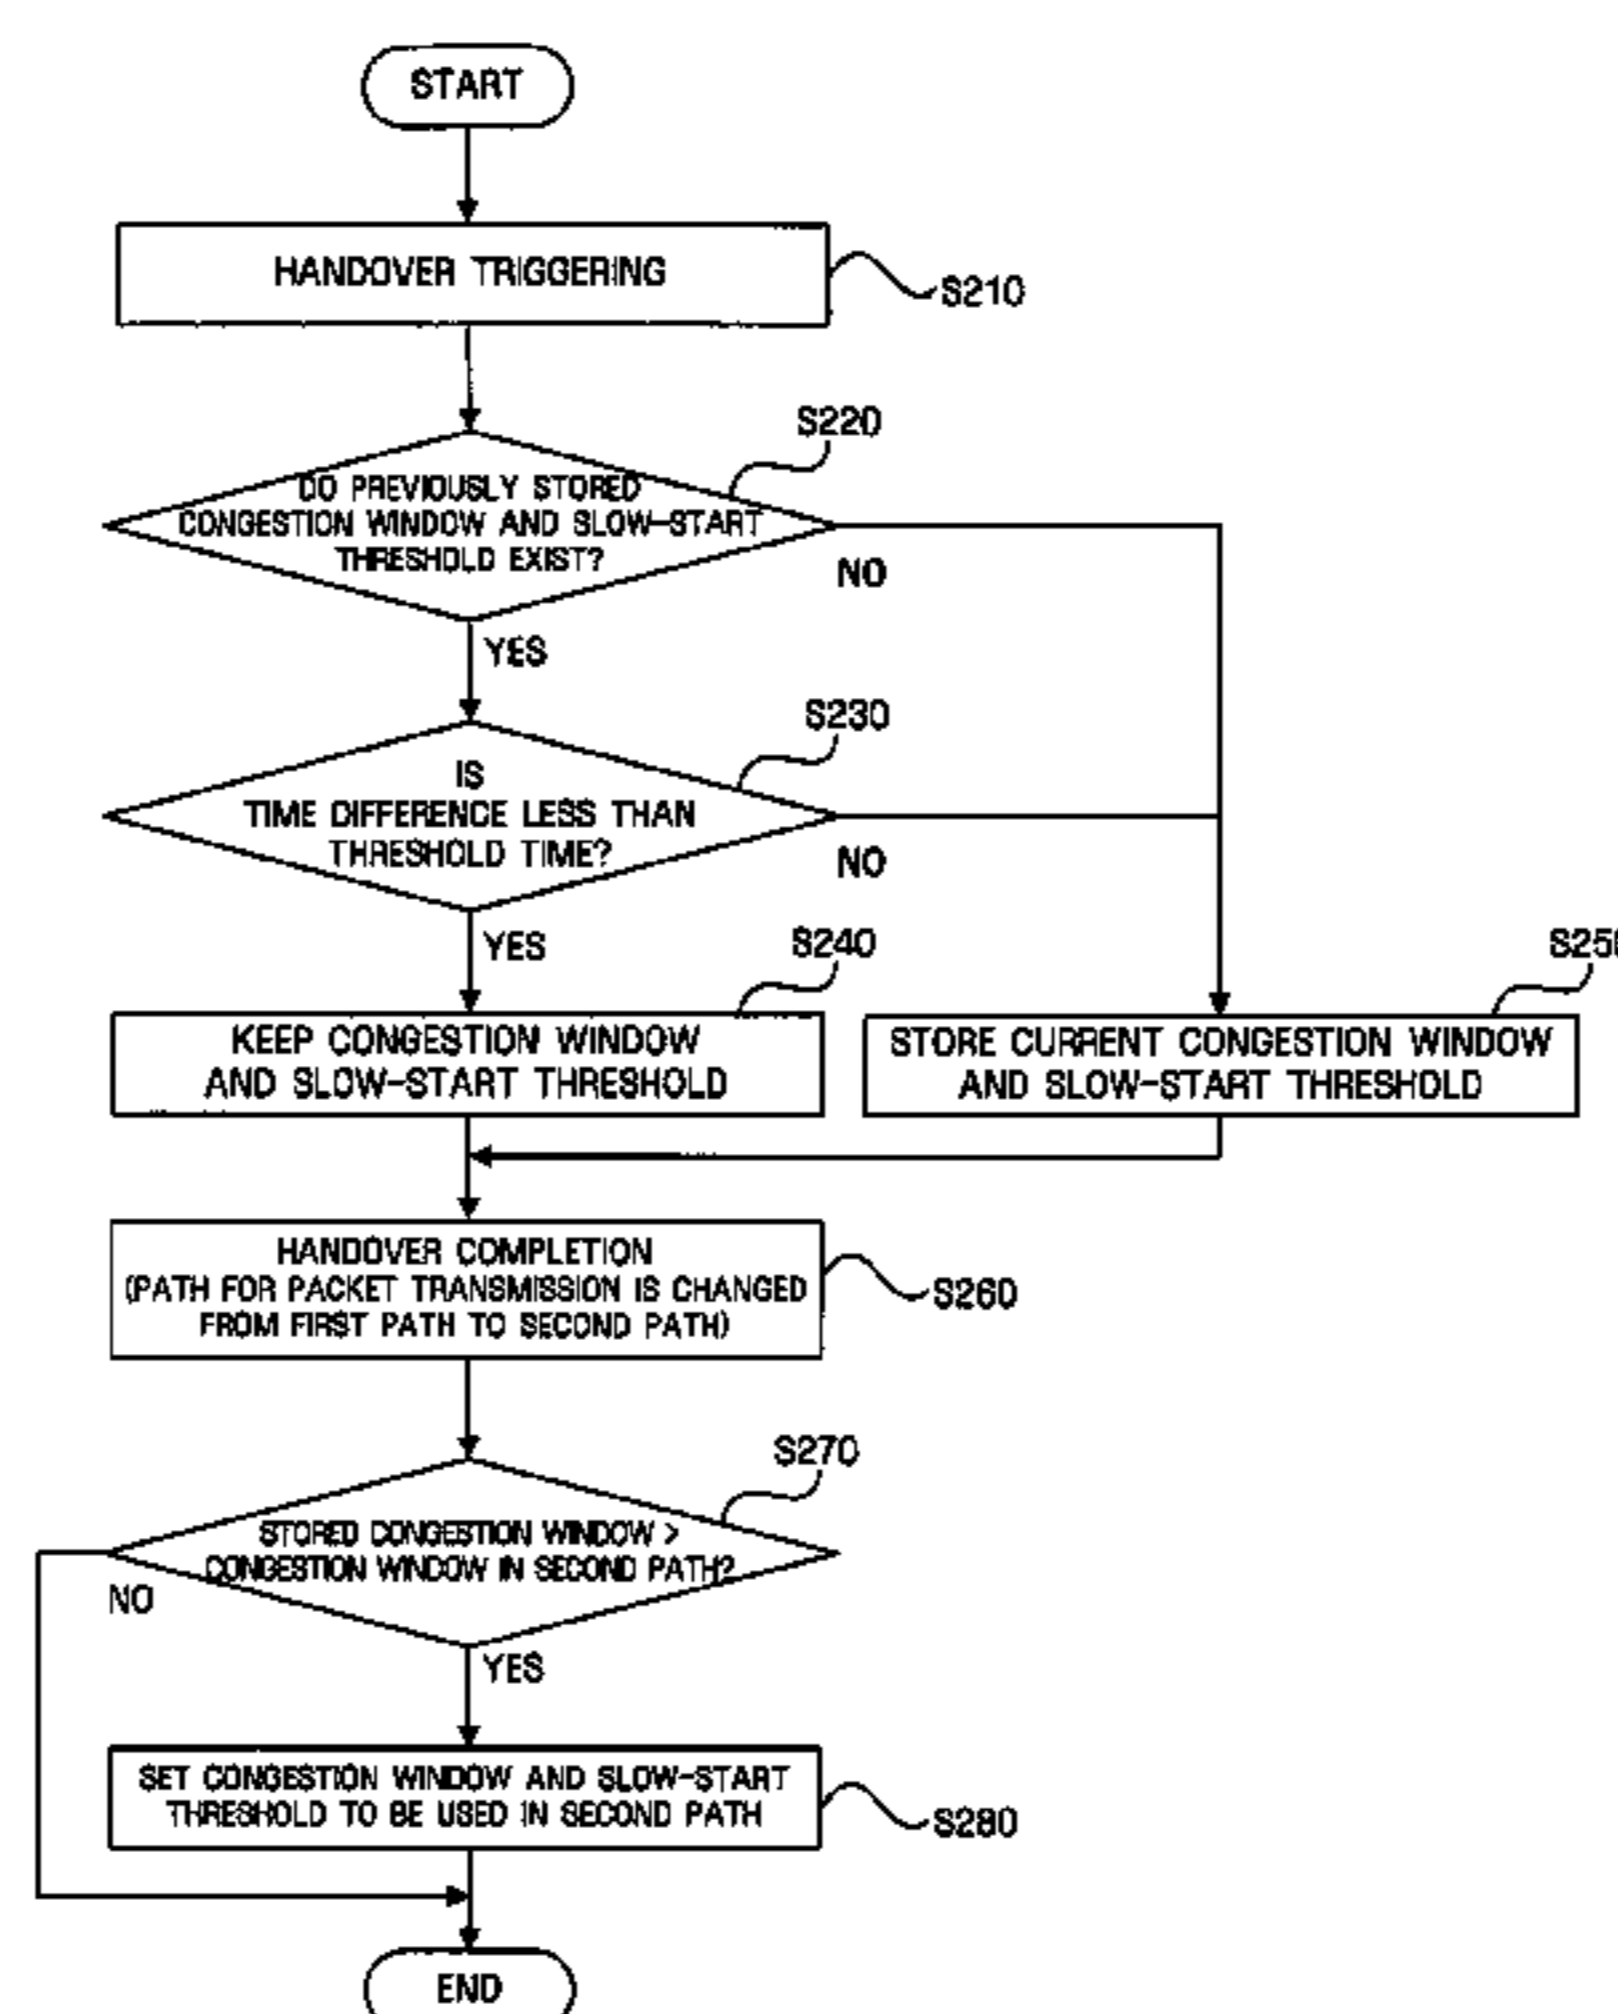 START
HANDOVER TRIGGERING
S210
S220
DO PREVIOUSLY STORED
CONGESTION WINDOW AND SLOW-START
THRESHOLD EXIST?
NO
YES
S230
IS
TIME DIFFERENCE LESS THAN
THRESHOLD TIME?
NO
YES
S240
KEEP CONGESTION WINDOW
AND SLOW-START THRESHOLD
S250
STORE CURRENT CONGESTION WINDOW
AND SLOW-START THRESHOLD
HANDOVER COMPLETION
(PATH FOR PACKET TRANSMISSION IS CHANGED
FROM FIRST PATH TO SECOND PATH)
S260
S270
STORED CONGESTION WINDOW >
CONGESTION WINDOW IN SECOND PATH?
NO
YES
SET CONGESTION WINDOW AND SLOW-START
THRESHOLD TO BE USED IN SECOND PATH
S280
END